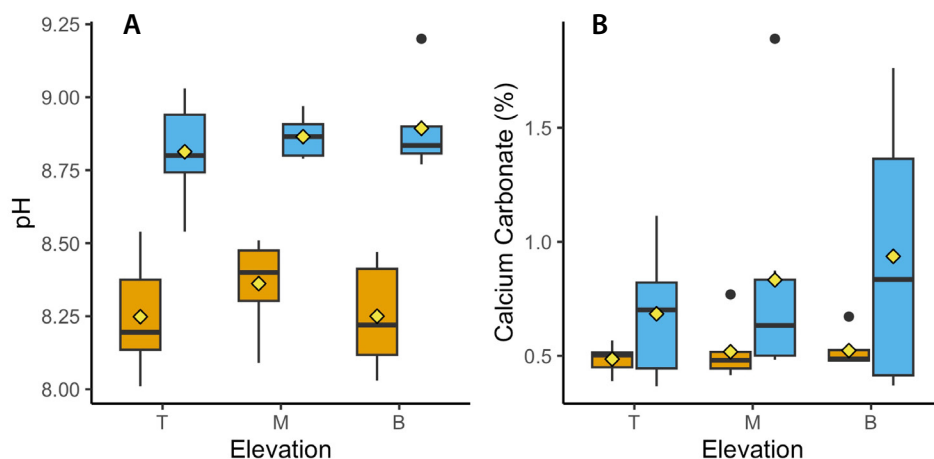 A
pH
9.25
9.00
8.75
8.50
8.25
8.00
T M B
Elevation
B
Calcium Carbonate (%)
1.5
1.0
0.5
T M B
Elevation